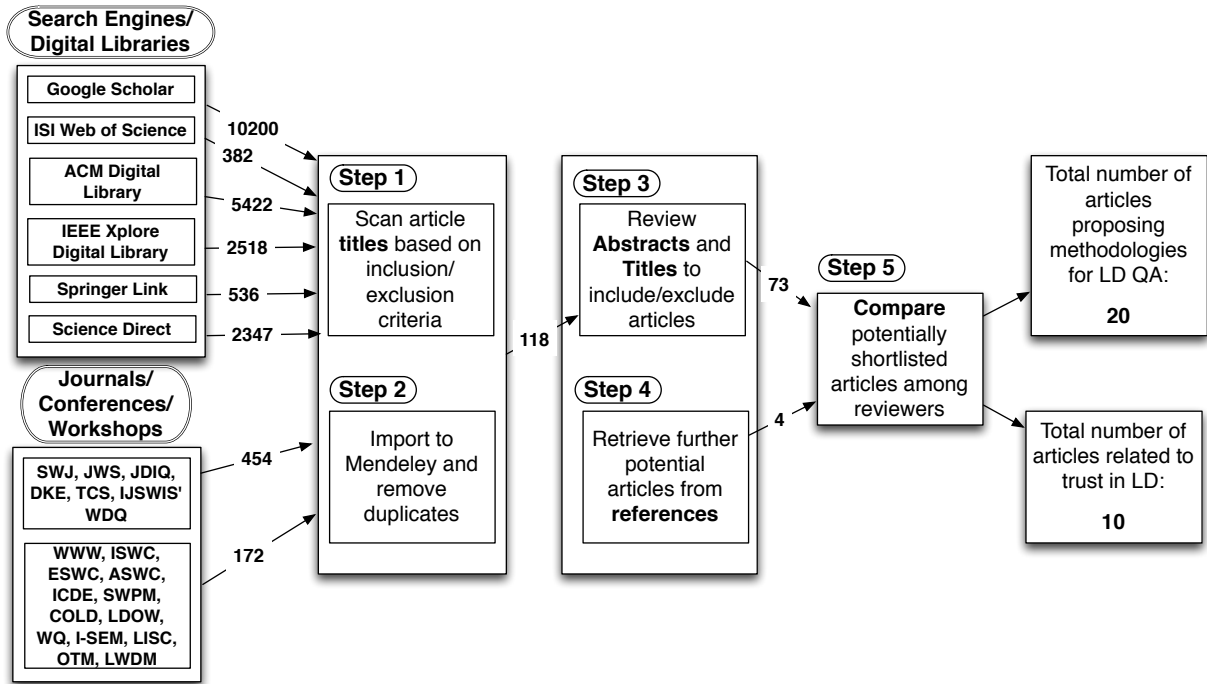 Search Engines/
Digital Libraries
Google Scholar
ISI Web of Science
ACM Digital
Library
IEEE Xplore
Digital Library
Springer Link
Science Direct
10200
382
5422
2518
536
2347
Journals/
Conferences/
Workshops
SWJ, JWS, JDIQ,
DKE, TCS, IJSWIS'
WDQ
WWW, ISWC,
ESWC, ASWC,
ICDE, SWPM,
COLD, LDOW,
WQ, I-SEM, LISC,
OTM, LWDM
454
172
Step 1
Scan article
titles based on
inclusion/
exclusion
criteria
Step 2
Import to
Mendeley and
remove
duplicates
118
Step 3
Review
Abstracts and
Titles to
include/exclude
articles
Step 4
Retrieve further
potential
articles from
references
73
4
Step 5
Compare
potentially
shortlisted
articles among
reviewers
Total number of
articles
proposing
methodologies
for LD QA:
20
Total number of
articles related to
trust in LD:
10